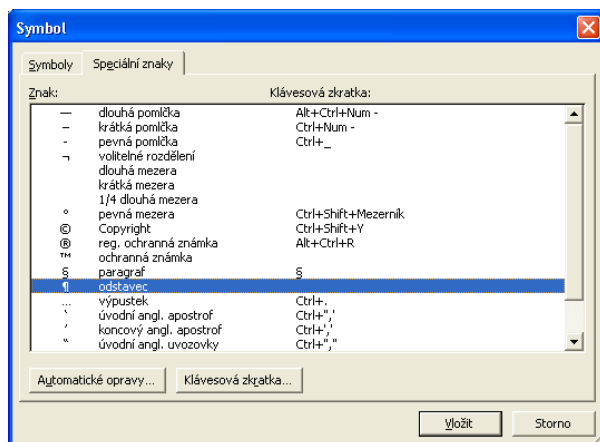 Symbol
Symboly Speciální znaky
Znak: Klávesová zkratka:
— dlouhá pomlčka Alt+Ctrl+Num -
– krátká pomlčka Ctrl+Num -
- pevná pomlčka Ctrl+_
¬ volitelné rozdělení
dlouhá mezera
krátká mezera
1/4 dlouhá mezera
° pevná mezera Ctrl+Shift+Mezerník
© Copyright Ctrl+Shift+Y
® reg. ochranná známka Alt+Ctrl+R
™ ochranná známka
§ paragraf §
¶ odstavec
… výpustek Ctrl+.
‘ úvodní angl. apostrof Ctrl+",'
’ koncový angl. apostrof Ctrl+','
“ úvodní angl. uvozovky Ctrl+","
Automatické opravy... Klávesová zkratka...
Vložit Storno